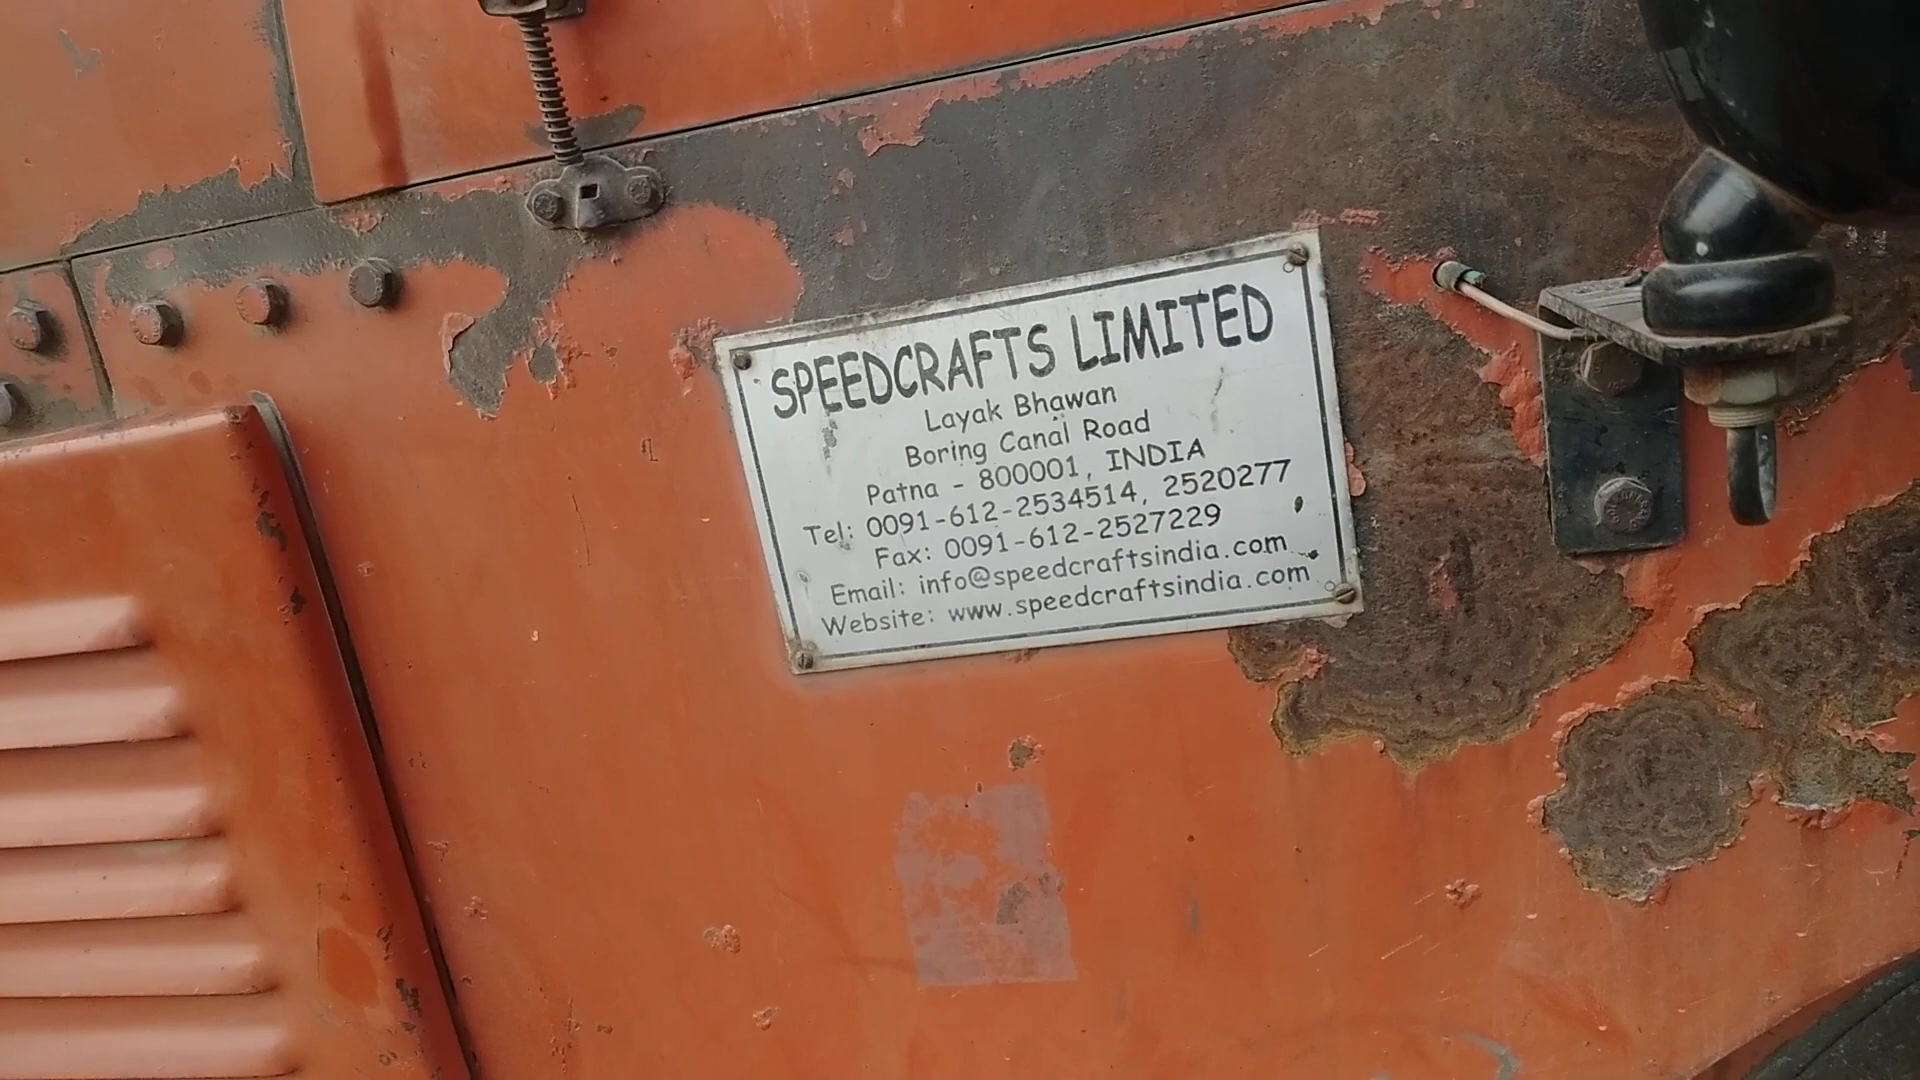 SPEEDCRAFTS LIMITED
Layak Bhawan
Boring Canal Road
Patna - 800001, INDIA
Tel: 0091-612-2534514, 2520277
Fax: 0091-612-2527229
Email: info@speedcraftsindia.com
Website: www.speedcraftsindia.com